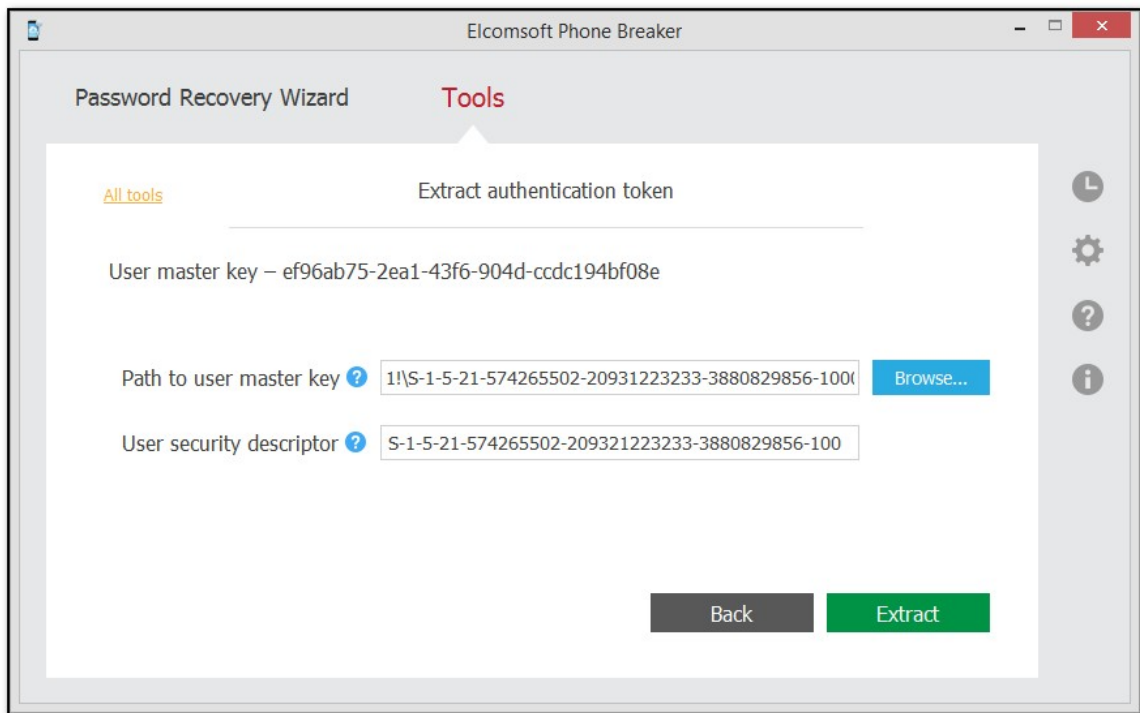 Elcomsoft Phone Breaker
Password Recovery Wizard Tools
All tools
Extract authentication token
User master key – ef96ab75-2ea1-43f6-904d-ccdc194bf08e
Path to user master key ? 1!\S-1-5-21-574265502-20931223233-3880829856-100( Browse...
User security descriptor ? S-1-5-21-574265502-209321223233-3880829856-100
Back Extract